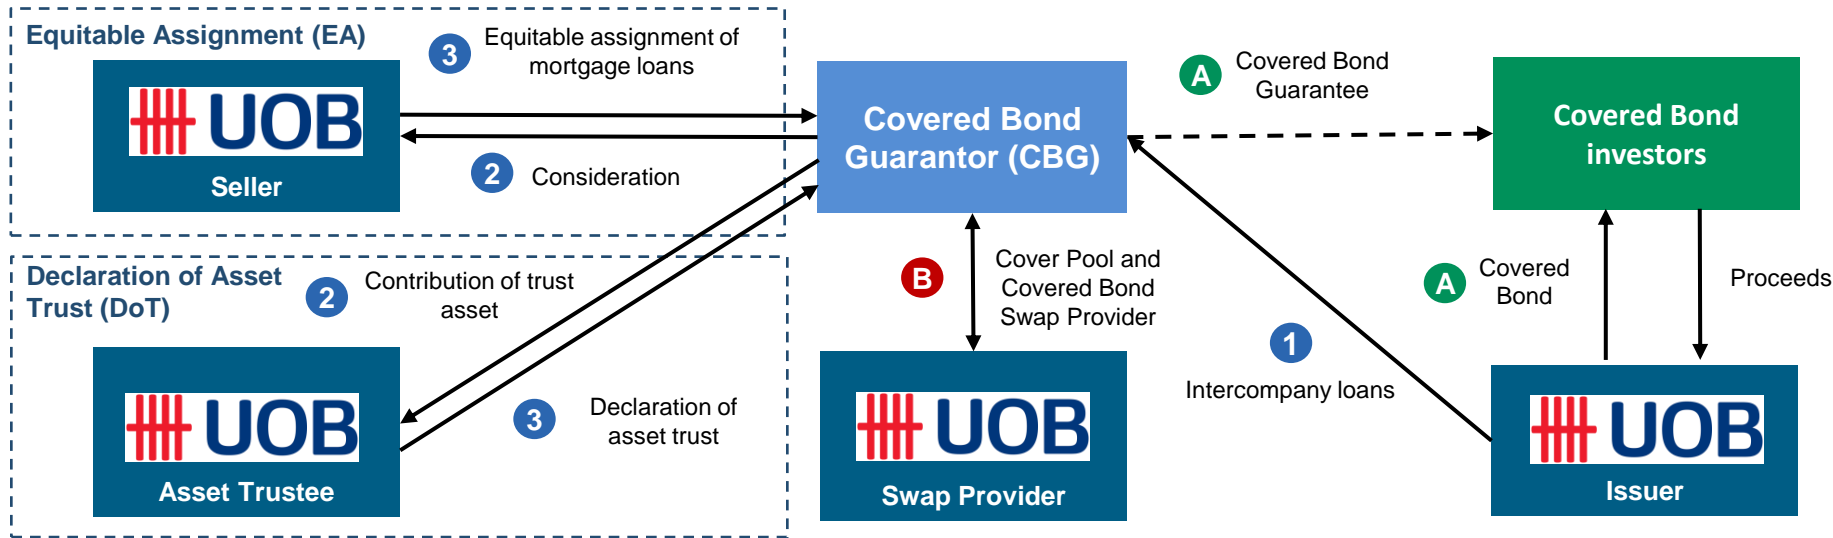 Equitable Assignment (EA)
UOB
Seller
3
Equitable assignment of
mortgage loans
2
Consideration
Declaration of Asset
Trust (DoT)
2
Contribution of trust
asset
UOB
Asset Trustee
3
Declaration of
asset trust
Covered Bond
Guarantor (CBG)
B
Cover Pool and
Covered Bond
Swap Provider
UOB
Swap Provider
A
Covered Bond
Guarantee
Covered Bond
investors
A
Covered
Bond
Proceeds
1
Intercompany loans
UOB
Issuer